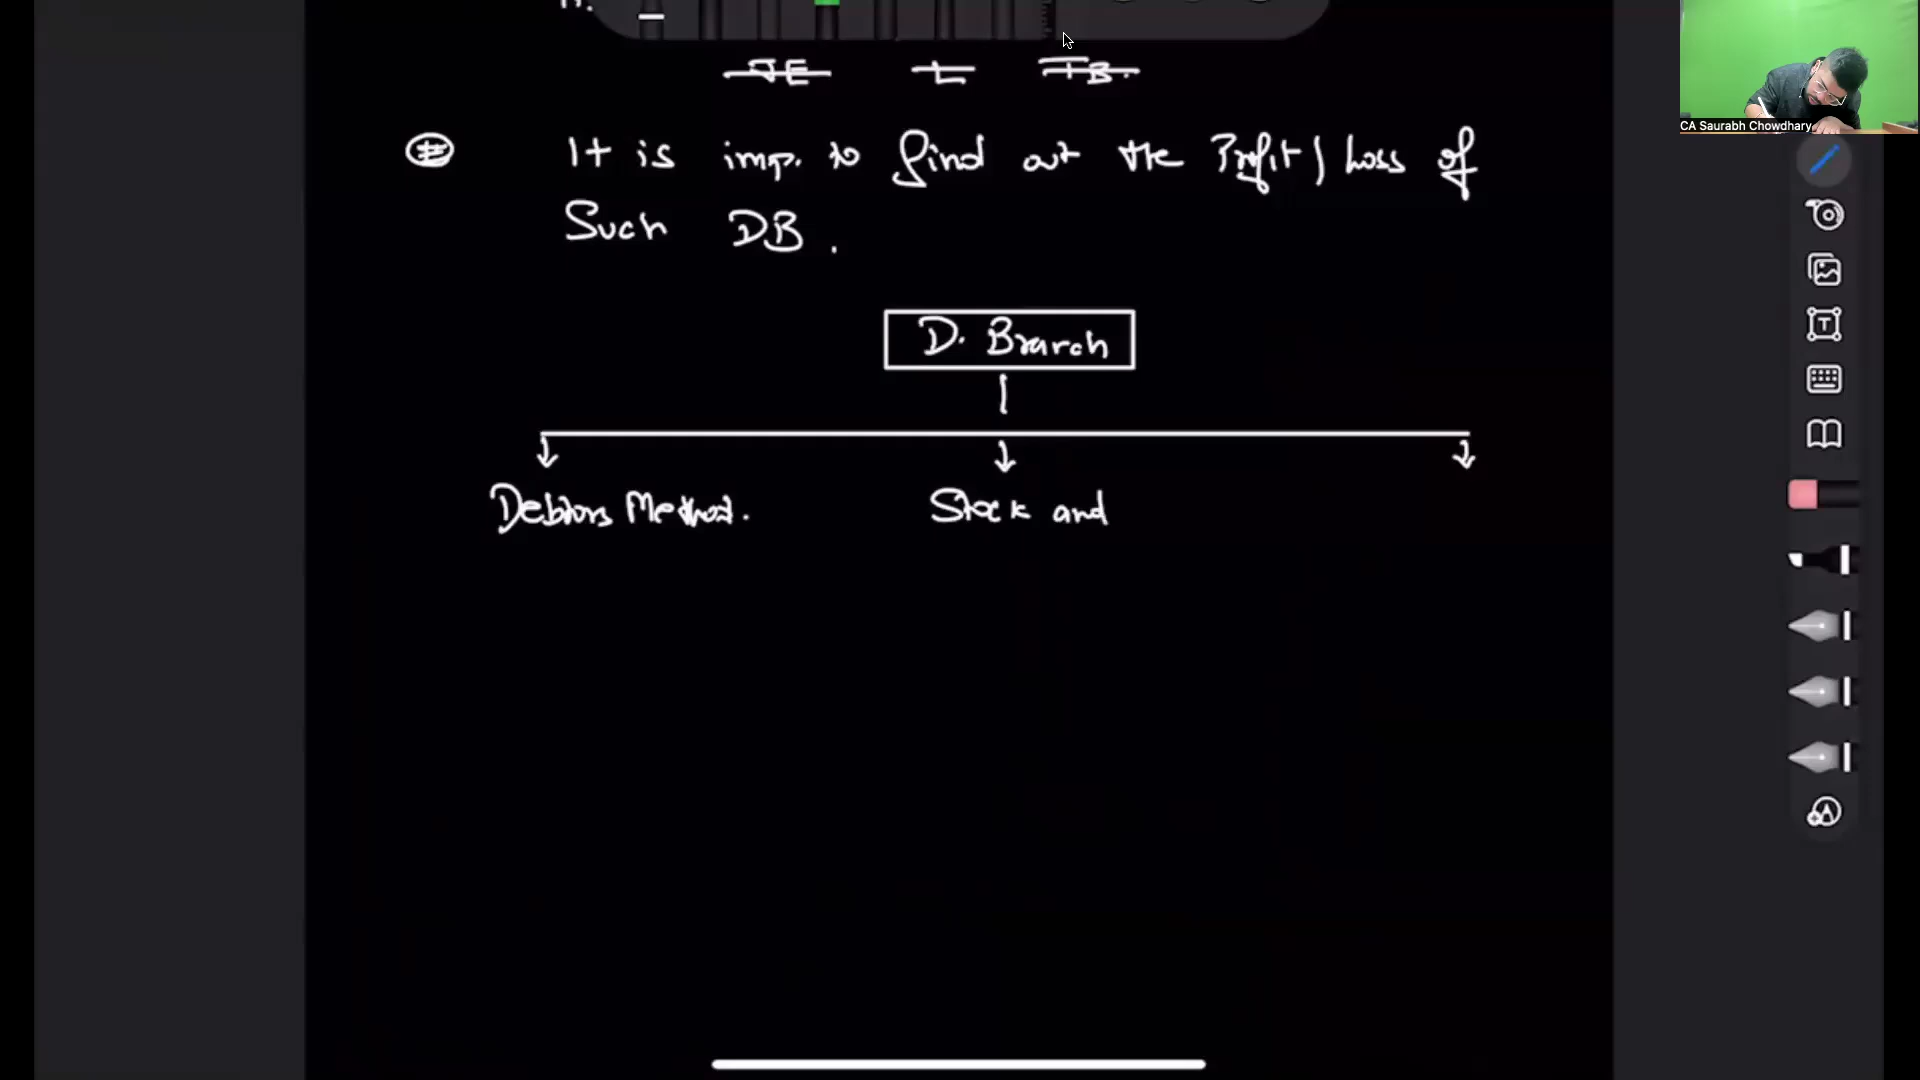 JE L TB.
It is imp. to find out the Profit / Loss of
Such DB.
D. Branch
Debtors Method. Stock and
CA Saurabh Chowdhary